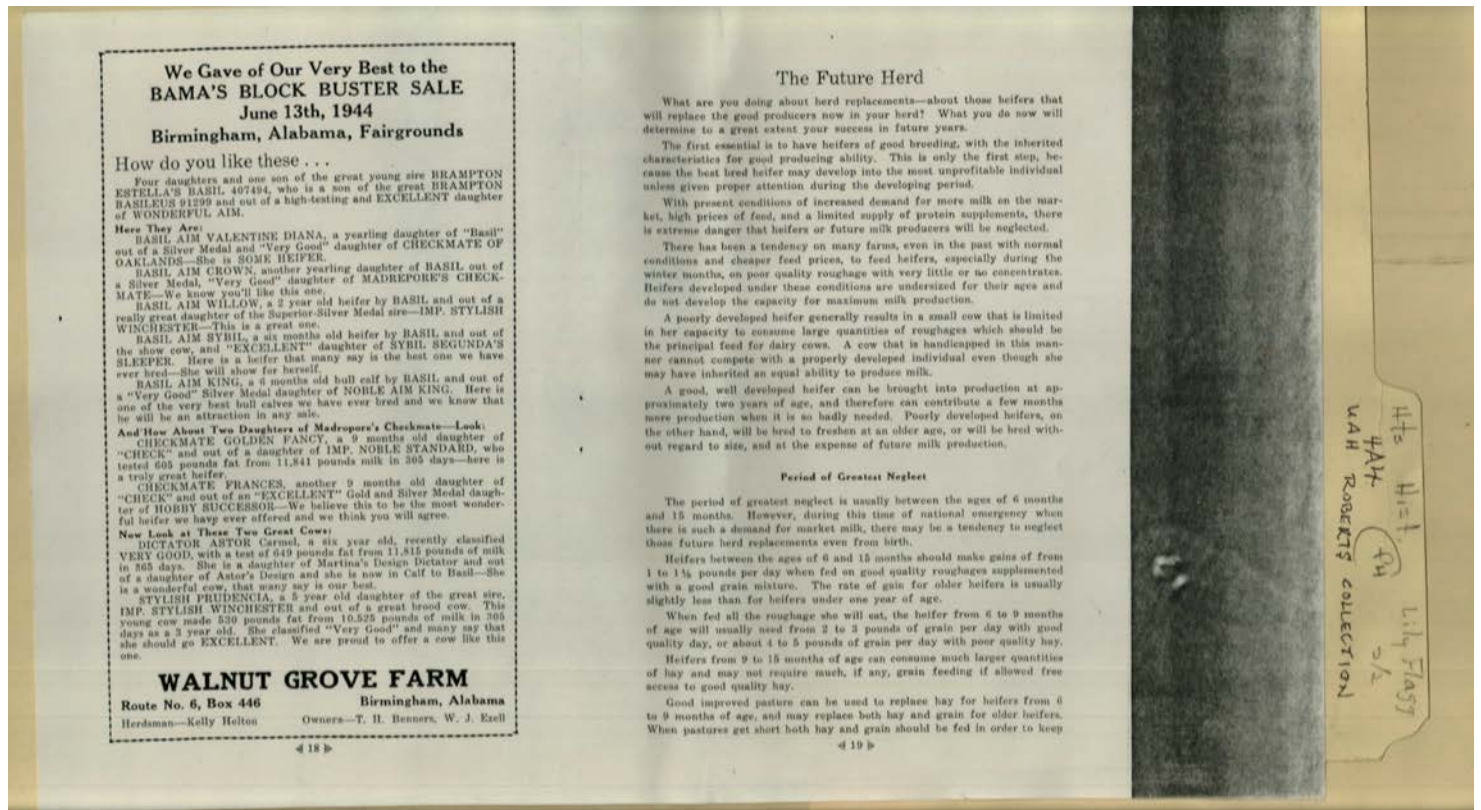 We Gave of Our Very Best to the
BAMA'S BLOCK BUSTER SALE
June 13th, 1944
Birmingham, Alabama, Fairgrounds
How do you like these ...
Four daughters and one son of the great young sire BRAMPTON
ESTELLA'S BASIL 407494, who is a son of the great BRAMPTON
BASILEUS 91299 and out of a high-testing and EXCELLENT daughter
of WONDERFUL AIM.
Here They Are:
BASIL AIM VALENTINE DIANA, a yearling daughter of "Basil"
out of a Silver Medal and "Very Good" daughter of CHECKMATE OF
OAKLANDS—She is SOME HEIFER.
BASIL AIM CROWN, another yearling daughter of BASIL out of
a Silver Medal, "Very Good" daughter of MADREPORE'S CHECK-
MATE—We know you'll like this one.
BASIL AIM WILLOW, a 2 year old heifer by BASIL and out of a
really great daughter of the Superior-Silver Medal sire—IMP. STYLISH
WINCHESTER—This is a great one.
BASIL AIM SYBIL, a six months old heifer by BASIL and out of
the show cow, and "EXCELLENT" daughter of SYBIL SEGUNDA'S
SLEEPER. Here is a heifer that many say is the best one we have
ever bred—She will show for herself.
BASIL AIM KING, a 6 months old bull calf by BASIL and out of
a "Very Good" Silver Medal daughter of NOBLE AIM KING. Here is
one of the very best bull calves we have ever bred and we know that
he will be an attraction in any sale.
And How About Two Daughters of Madropore's Checkmate—Look:
CHECKMATE GOLDEN FANCY, a 9 months old daughter of
"CHECK" and out of a daughter of IMP. NOBLE STANDARD, who
tested 605 pounds fat from 11,841 pounds milk in 305 days—here is
a truly great heifer.
CHECKMATE FRANCES, another 9 months old daughter of
"CHECK" and out of an "EXCELLENT" Gold and Silver Medal daugh-
ter of HOBBY SUCCESSOR—We believe this to be the most wonder-
ful heifer we have ever offered and we think you will agree.
Now Look at These Two Great Cows:
DICTATOR ASTOR Carmel, a six year old, recently classified
VERY GOOD, with a test of 649 pounds fat from 11,815 pounds of milk
in 365 days. She is a daughter of Martina's Design Dictator and out
of a daughter of Astor's Design and she is now in Calf to Basil—She
is a wonderful cow, that many say is our best.
STYLISH PRUDENCIA, a 5 year old daughter of the great sire,
IMP. STYLISH WINCHESTER and out of a great brood cow. This
young cow made 530 pounds fat from 10,525 pounds of milk in 305
days as a 3 year old. She classified "Very Good" and many say that
she should go EXCELLENT. We are proud to offer a cow like this
one.
WALNUT GROVE FARM
Route No. 6, Box 446 Birmingham, Alabama
Herdsman—Kelly Helton Owners—T. H. Benners, W. J. Ezell
18
The Future Herd
What are you doing about herd replacements—about those heifers that
will replace the good producers now in your herd? What you do now will
determine to a great extent your success in future years.
The first essential is to have heifers of good breeding, with the inherited
characteristics for good producing ability. This is only the first step, be-
cause the best bred heifer may develop into the most unprofitable individual
unless given proper attention during the developing period.
With present conditions of increased demand for more milk on the mar-
ket, high prices of feed, and a limited supply of protein supplements, there
is extreme danger that heifers or future milk producers will be neglected.
There has been a tendency on many farms, even in the past with normal
conditions and cheaper feed prices, to feed heifers, especially during the
winter months, on poor quality roughage with very little or no concentrates.
Heifers developed under these conditions are undersized for their ages and
do not develop the capacity for maximum milk production.
A poorly developed heifer generally results in a small cow that is limited
in her capacity to consume large quantities of roughages which should be
the principal feed for dairy cows. A cow that is handicapped in this man-
ner cannot compete with a properly developed individual even though she
may have inherited an equal ability to produce milk.
A good, well developed heifer can be brought into production at ap-
proximately two years of age, and therefore can contribute a few months
more production when it is so badly needed. Poorly developed heifers, on
the other hand, will be bred to freshen at an older age, or will be bred with-
out regard to size, and at the expense of future milk production.
Period of Greatest Neglect
The period of greatest neglect is usually between the ages of 6 months
and 15 months. However, during this time of national emergency when
there is such a demand for market milk, there may be a tendency to neglect
those future herd replacements even from birth.
Heifers between the ages of 6 and 15 months should make gains of from
1 to 1½ pounds per day when fed on good quality roughages supplemented
with a good grain mixture. The rate of gain for older heifers is usually
slightly less than for heifers under one year of age.
When fed all the roughage she will eat, the heifer from 6 to 9 months
of age will usually need from 2 to 3 pounds of grain per day with good
quality day, or about 4 to 5 pounds of grain per day with poor quality hay.
Heifers from 9 to 15 months of age can consume much larger quantities
of hay and may not require much, if any, grain feeding if allowed free
access to good quality hay.
Good improved pasture can be used to replace hay for heifers from 6
to 9 months of age, and may replace both hay and grain for older heifers.
When pastures get short both hay and grain should be fed in order to keep
19
Hts Hist. Lily Flagg
4A4. PH 2/2
UAH ROBERTS COLLECTION